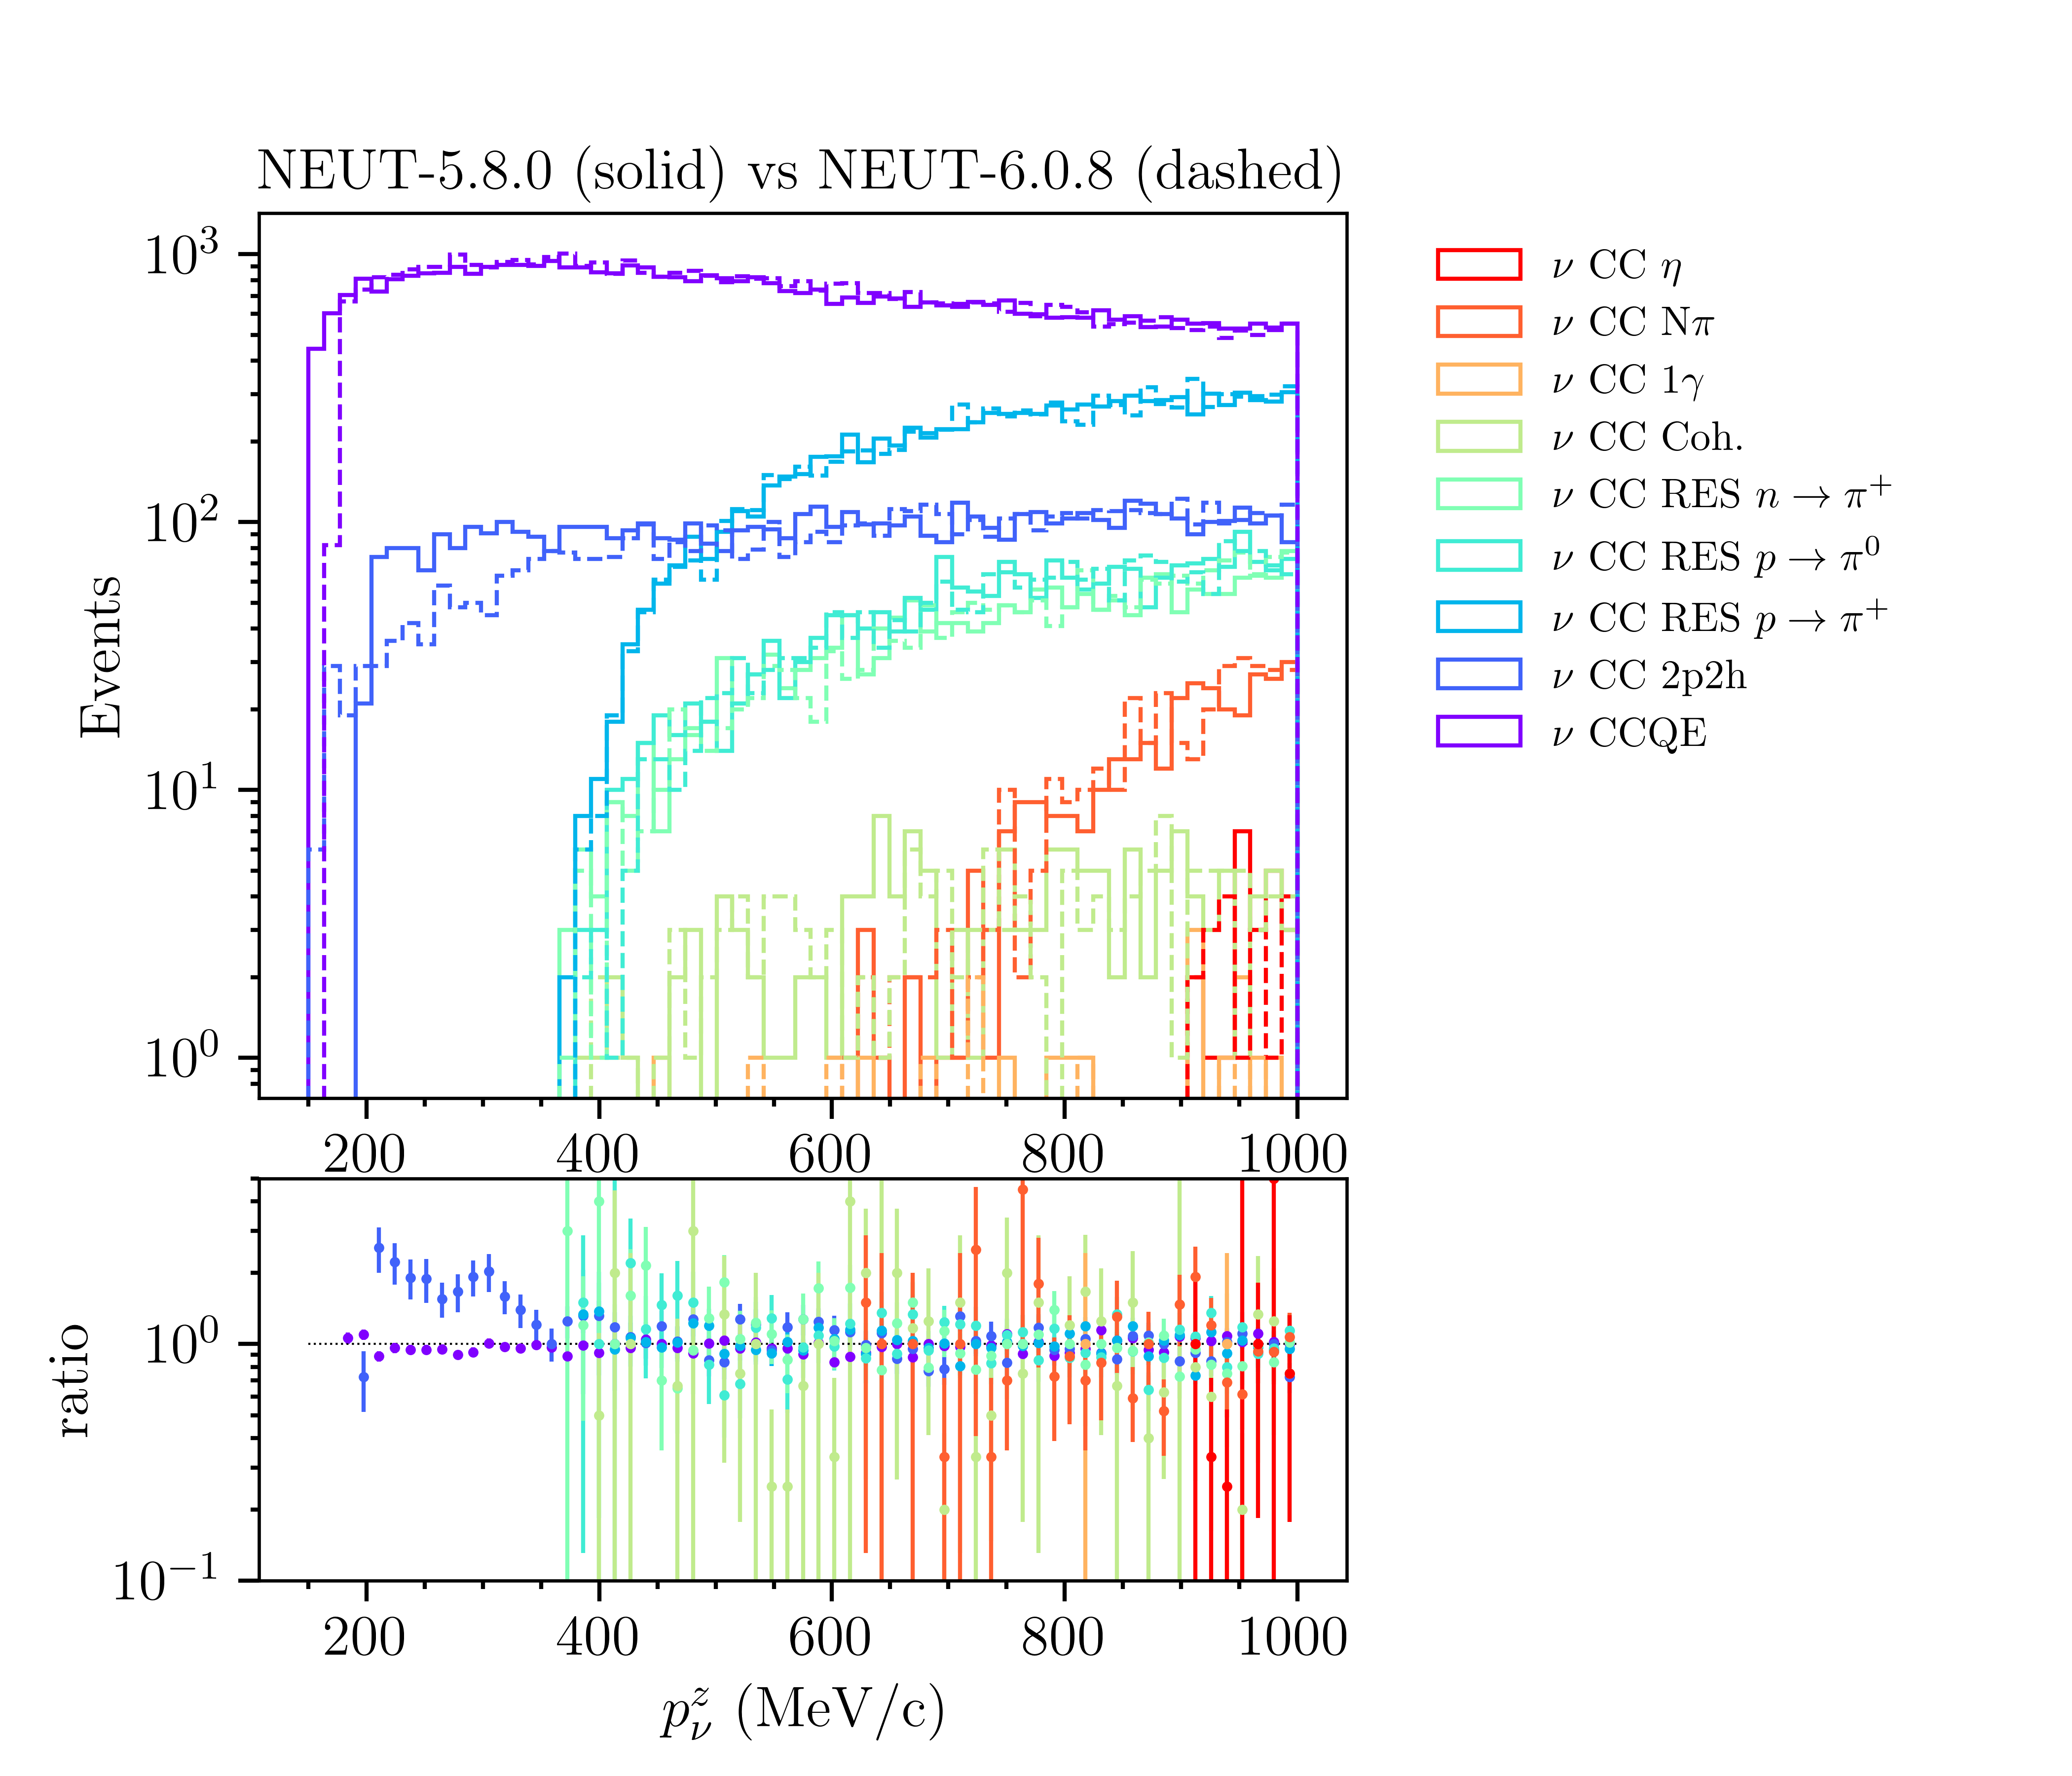 NEUT-5.8.0 (solid) vs NEUT-6.0.8 (dashed)
10³
10²
10¹
10⁰
Events
200 400 600 800 1000
ν CC η
ν CC Nπ
ν CC 1γ
ν CC Coh.
ν CC RES n → π⁺
ν CC RES p → π⁰
ν CC RES p → π⁺
ν CC 2p2h
ν CCQE
10⁰
10⁻¹
ratio
200 400 600 800 1000
p_ν^z (MeV/c)